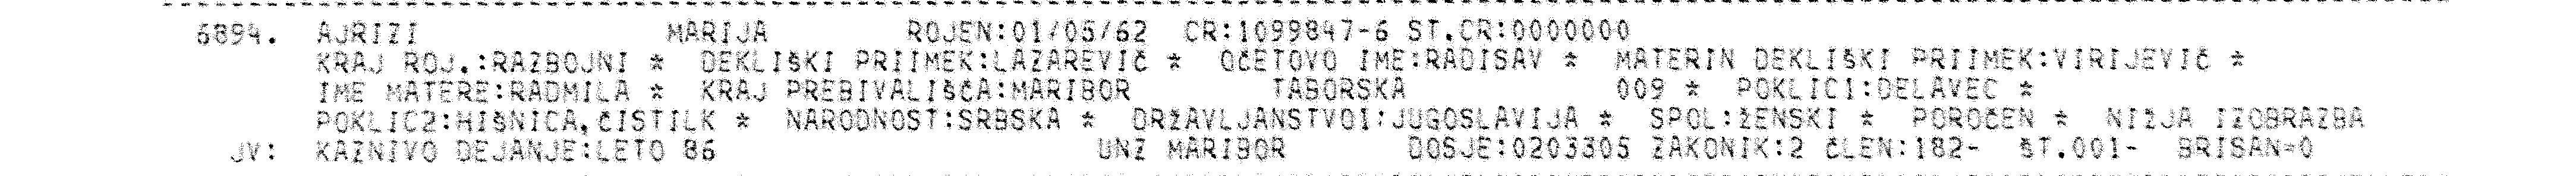 6894. AJRIZI MARIJA ROJEN:01/05/62 CR:1099847-6 ST.CR:0000000
KRAJ ROJ.:RAZBOJNI * DEKLIŠKI PRIIMEK:LAZAREVIČ * OČETOVO IME:RADISAV * MATERIN DEKLIŠKI PRIIMEK:VIRIJEVIČ *
IME MATERE:RADMILA * KRAJ PREBIVALIŠČA:MARIBOR TABORSKA 009 * POKLIC1:DELAVEC *
POKLIC2:HIŠNICA,ČISTILK * NARODNOST:SRBSKA * DRŽAVLJANSTVO1:JUGOSLAVIJA * SPOL:ŽENSKI * POROČEN * NIŽJA IZOBRAZBA
JV: KAZNIVO DEJANJE:LETO 86 UNZ MARIBOR DOSJE:0203305 ZAKONIK:2 ČLEN:182- ŠT.001- BRISAN=0